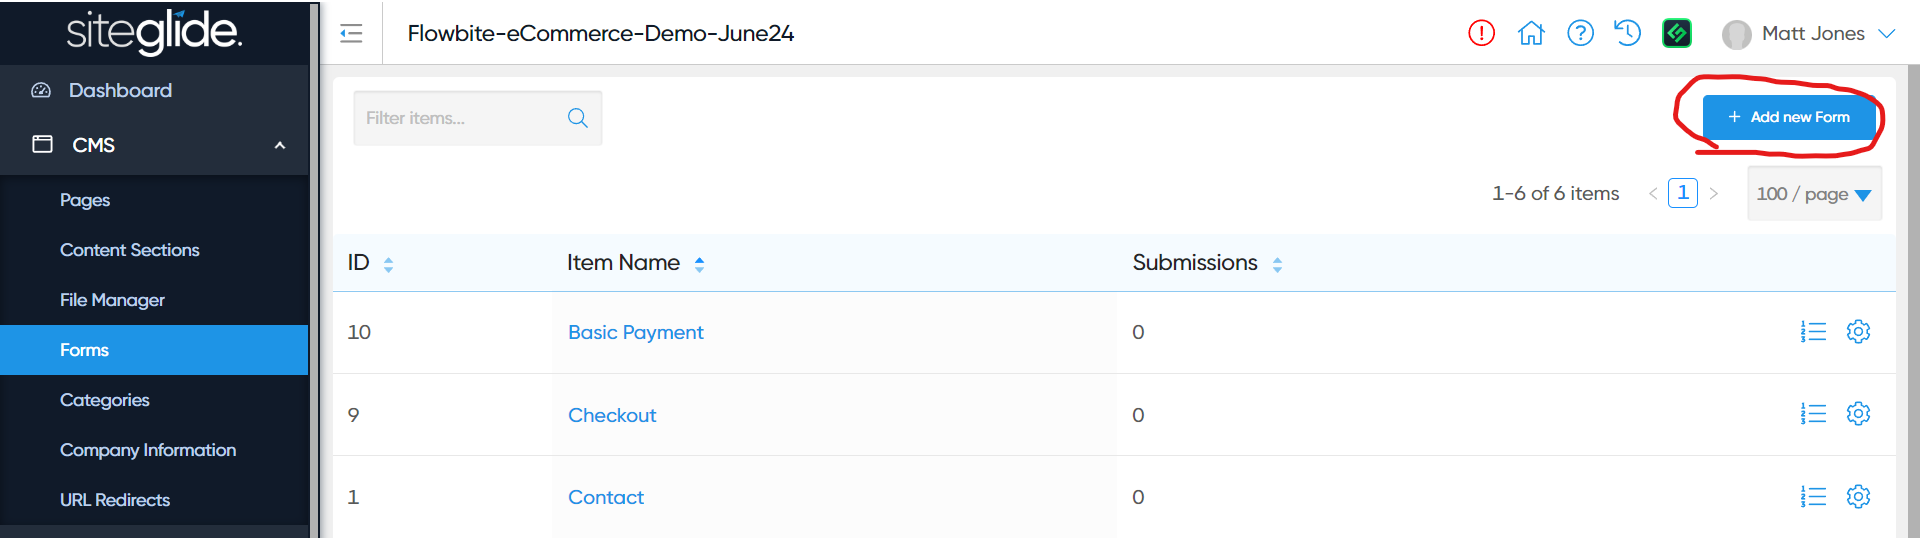 siteglide.
Flowbite-eCommerce-Demo-June24
Matt Jones
Dashboard
CMS
Pages
Content Sections
File Manager
Forms
Categories
Company Information
URL Redirects
Filter items...
+ Add new Form
1-6 of 6 items < 1 > 100 / page
ID Item Name Submissions
10 Basic Payment 0
9 Checkout 0
1 Contact 0